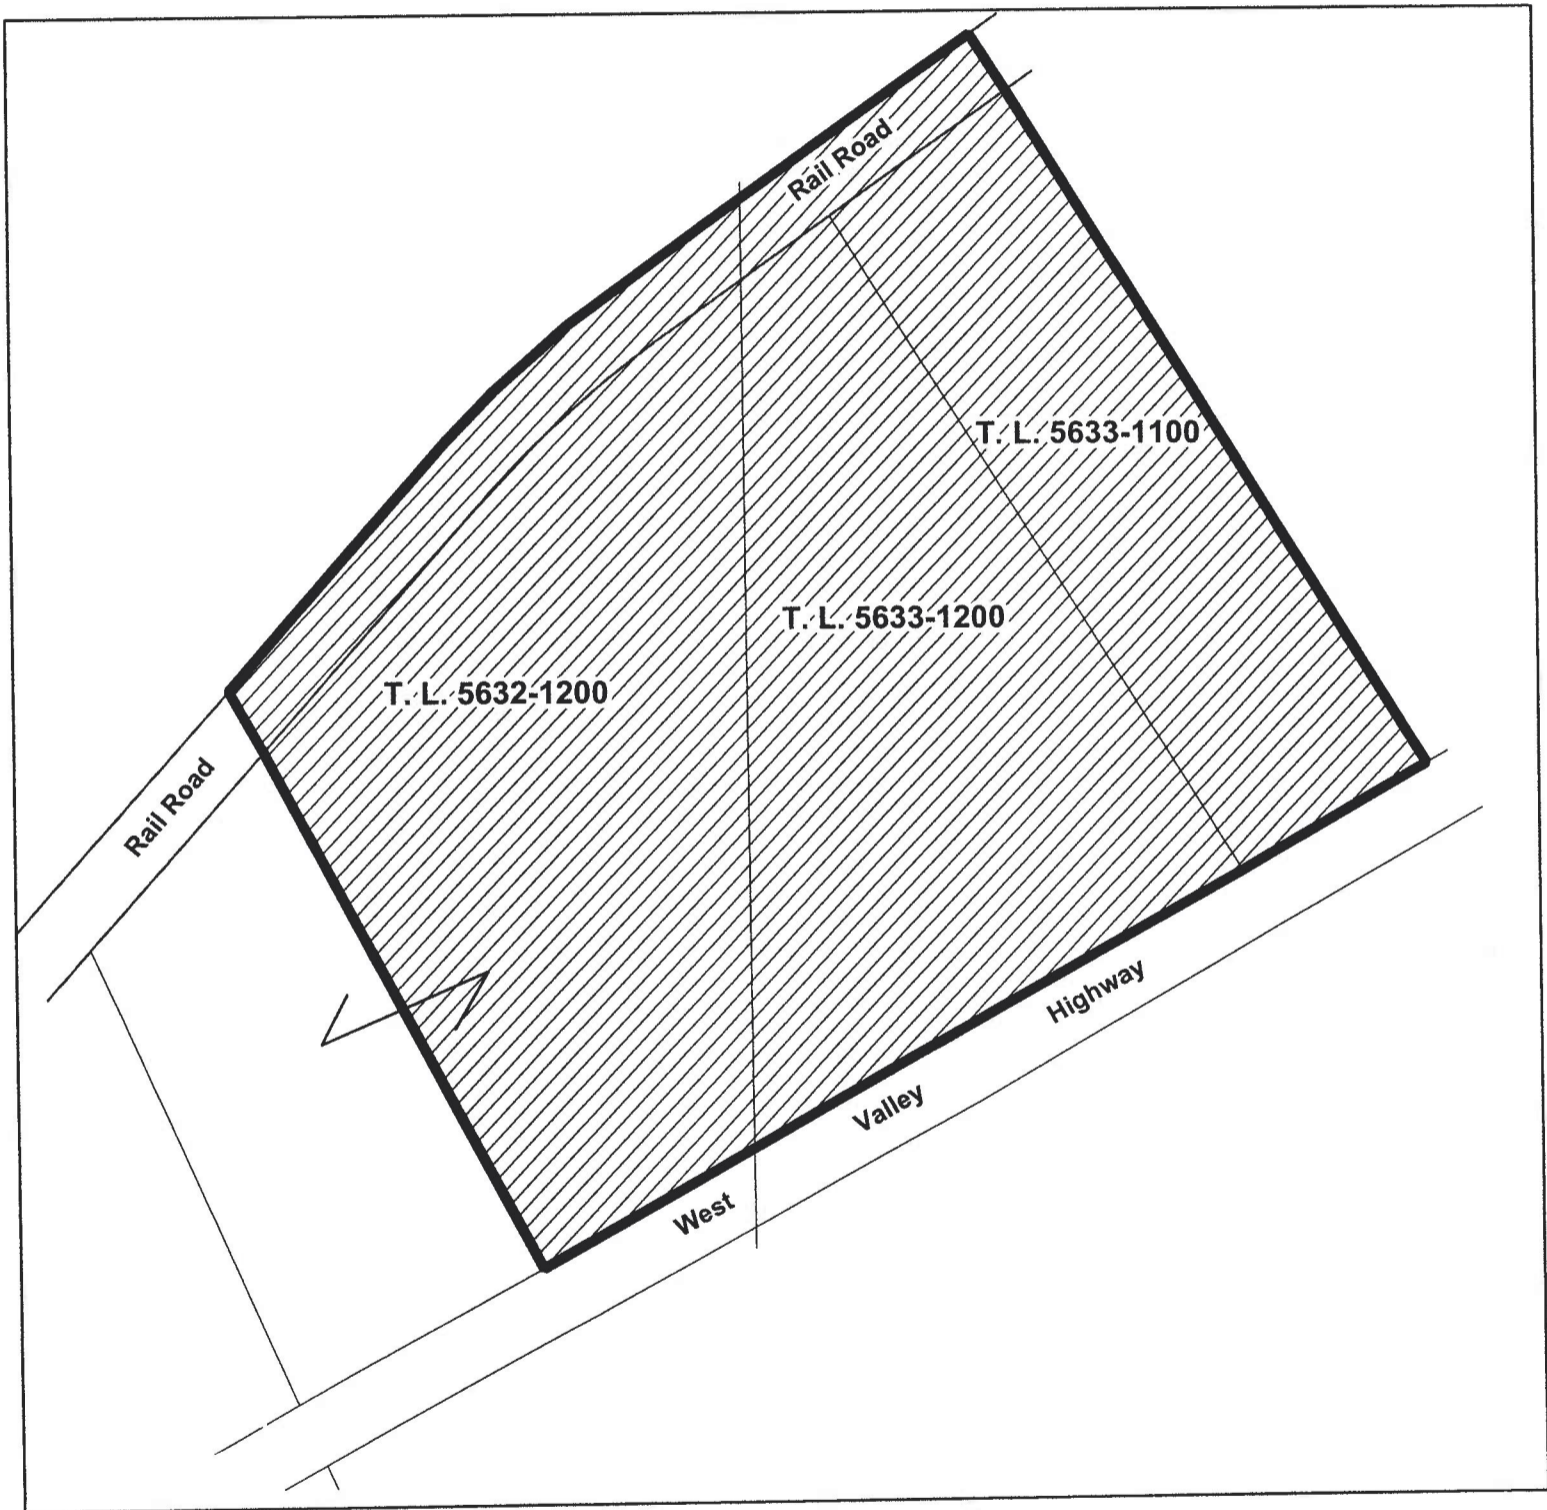 Rail Road
T. L. 5633-1100
T. L. 5633-1200
T. L. 5632-1200
Rail Road
West Valley Highway